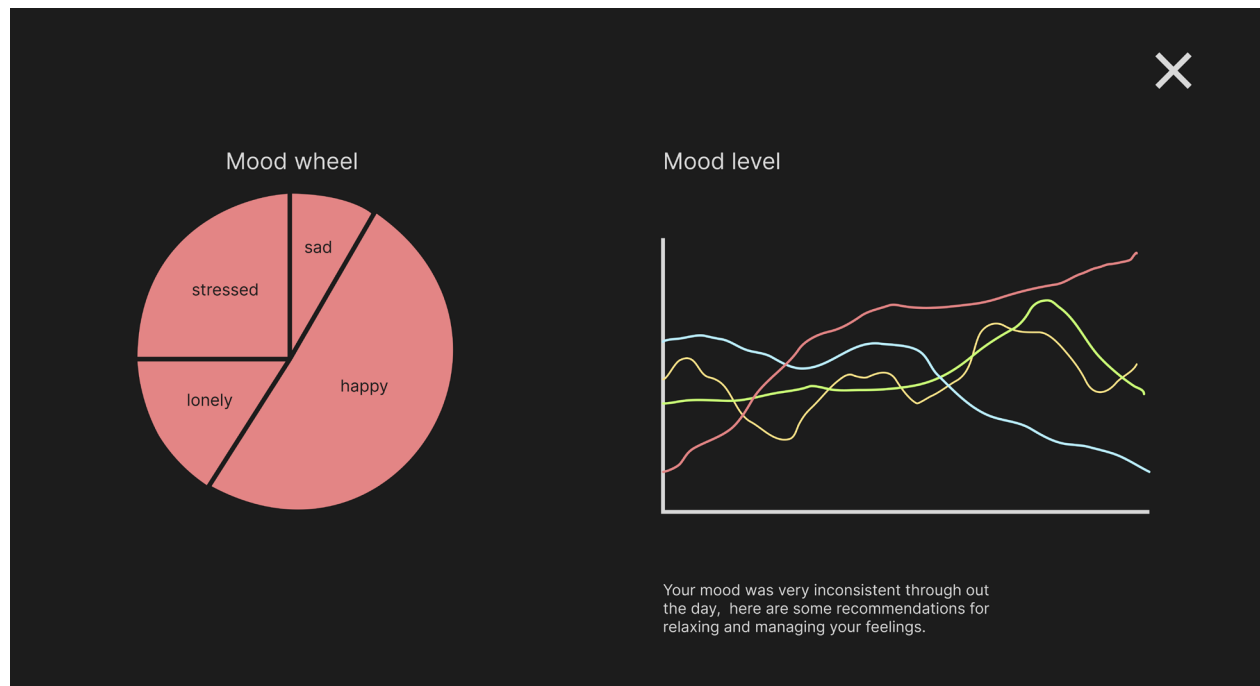 Mood wheel
Mood level
sad
stressed
happy
lonely
Your mood was very inconsistent through out
the day,  here are some recommendations for
relaxing and managing your feelings.